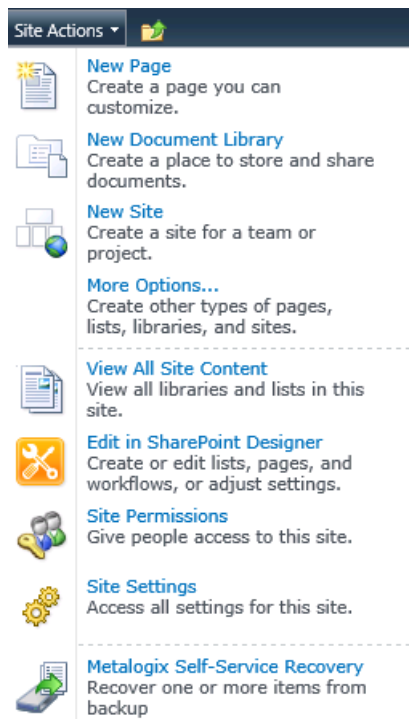 Site Actions
New Page
Create a page you can
customize.
New Document Library
Create a place to store and share
documents.
New Site
Create a site for a team or
project.
More Options...
Create other types of pages,
lists, libraries, and sites.
View All Site Content
View all libraries and lists in this
site.
Edit in SharePoint Designer
Create or edit lists, pages, and
workflows, or adjust settings.
Site Permissions
Give people access to this site.
Site Settings
Access all settings for this site.
Metalogix Self-Service Recovery
Recover one or more items from
backup